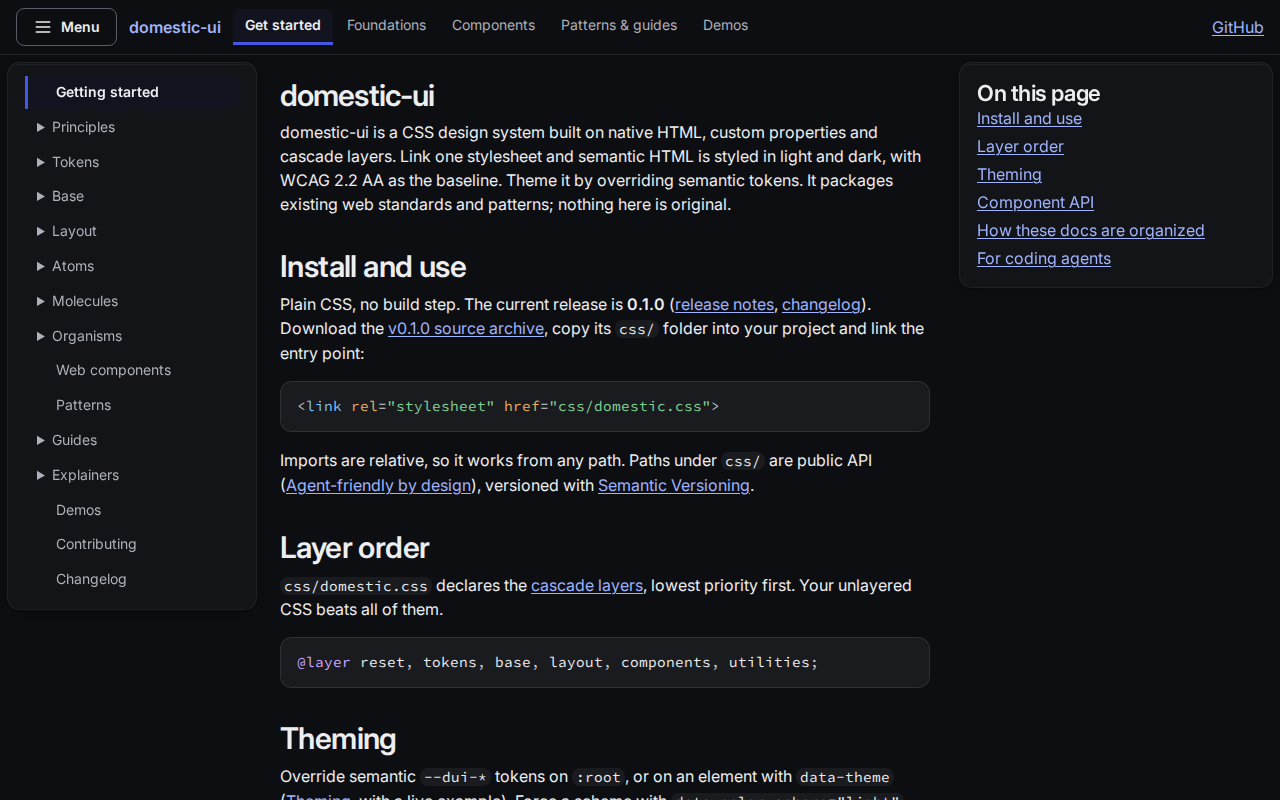 Menu
domestic-ui
Get started
Foundations
Components
Patterns & guides
Demos
GitHub
Getting started
Principles
Tokens
Base
Layout
Atoms
Molecules
Organisms
Web components
Patterns
Guides
Explainers
Demos
Contributing
Changelog
domestic-ui
domestic-ui is a CSS design system built on native HTML, custom properties and
cascade layers. Link one stylesheet and semantic HTML is styled in light and dark, with
WCAG 2.2 AA as the baseline. Theme it by overriding semantic tokens. It packages
existing web standards and patterns; nothing here is original.
Install and use
Plain CSS, no build step. The current release is 0.1.0 (release notes, changelog).
Download the v0.1.0 source archive, copy its css/ folder into your project and link the
entry point:
<link rel="stylesheet" href="css/domestic.css">
Imports are relative, so it works from any path. Paths under css/ are public API
(Agent-friendly by design), versioned with Semantic Versioning.
Layer order
css/domestic.css declares the cascade layers, lowest priority first. Your unlayered
CSS beats all of them.
@layer reset, tokens, base, layout, components, utilities;
Theming
Override semantic --dui-* tokens on :root, or on an element with data-theme
(Theming, with a live example). Force a scheme with
On this page
Install and use
Layer order
Theming
Component API
How these docs are organized
For coding agents